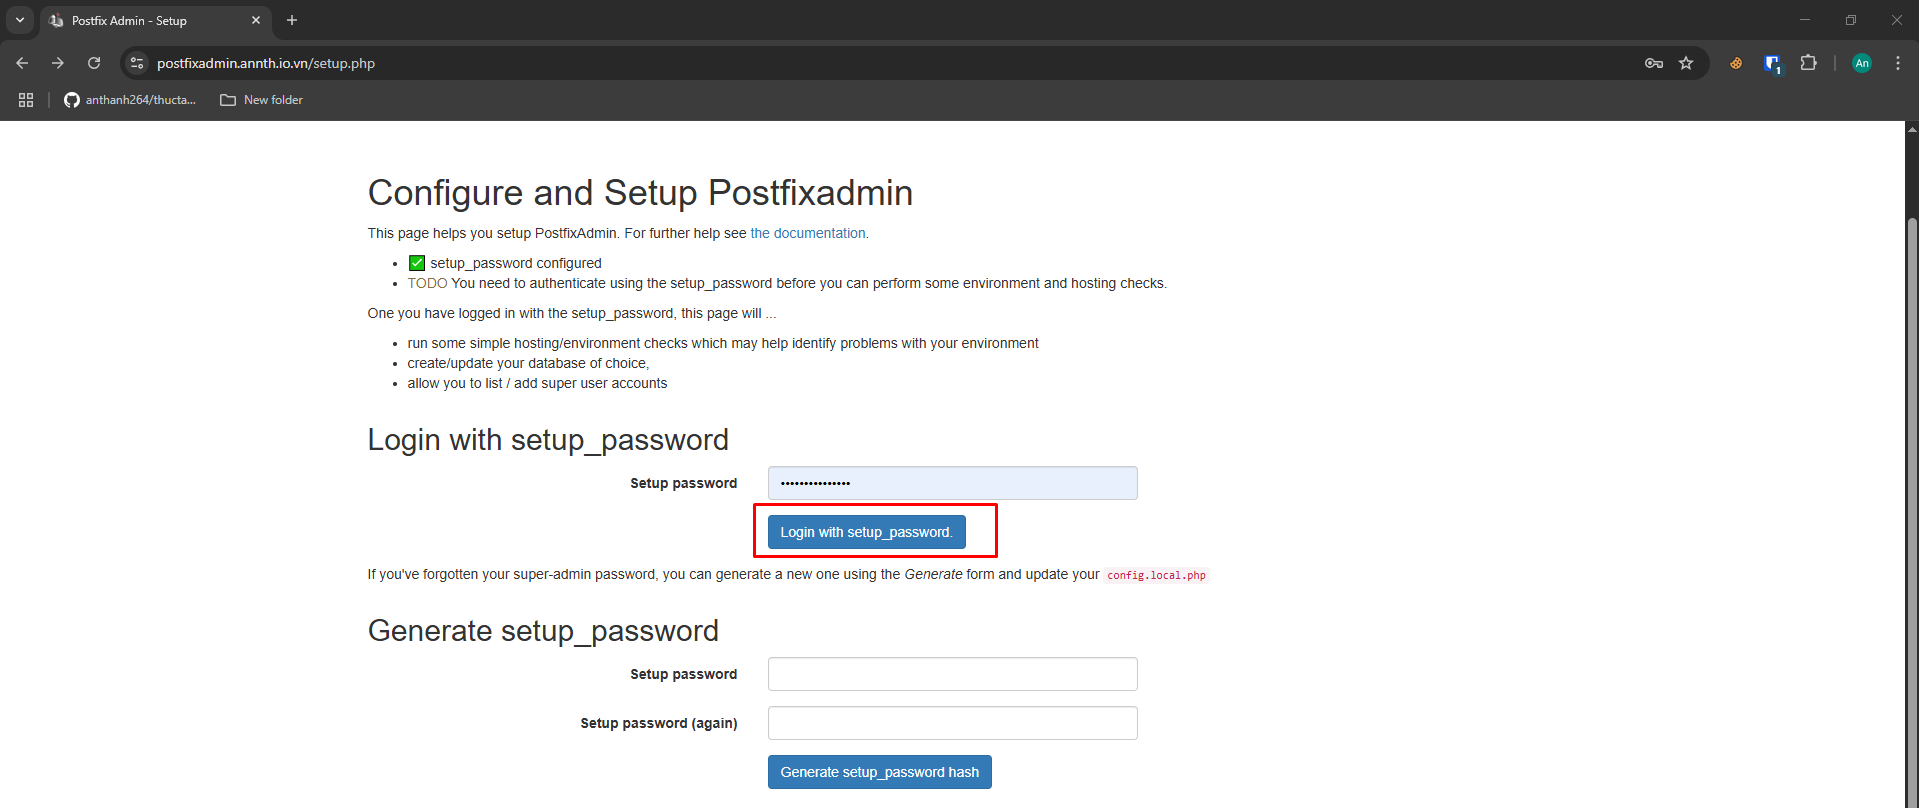 Postfix Admin - Setup
postfixadmin.annth.io.vn/setup.php
1
An
anthanh264/thucta...
New folder
Configure and Setup Postfixadmin
This page helps you setup PostfixAdmin. For further help see the documentation.
setup_password configured
TODO You need to authenticate using the setup_password before you can perform some environment and hosting checks.
One you have logged in with the setup_password, this page will ...
run some simple hosting/environment checks which may help identify problems with your environment
create/update your database of choice,
allow you to list / add super user accounts
Login with setup_password
Setup password
Login with setup_password.
If you've forgotten your super-admin password, you can generate a new one using the Generate form and update your config.local.php
Generate setup_password
Setup password
Setup password (again)
Generate setup_password hash